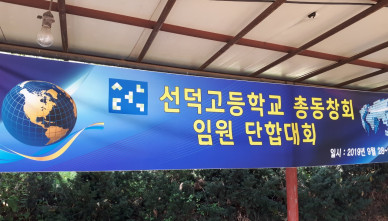 선덕고등학교 총동창회
임원 단합대회
일시 : 2019년 9월 28